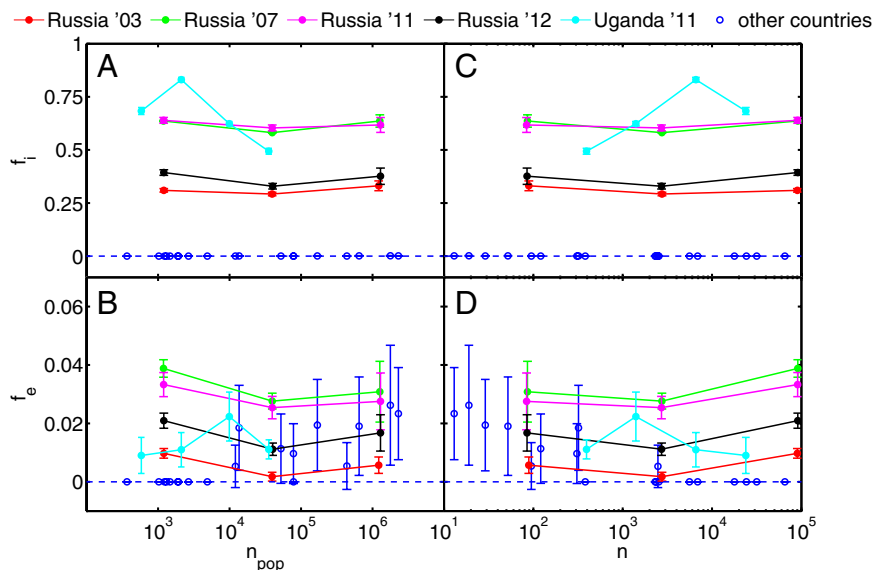 Russia '03 Russia '07 Russia '11 Russia '12 Uganda '11 other countries
A
C
1
0.75
0.5
0.25
0
f_i
B
D
0.06
0.04
0.02
0
f_e
10^3 10^4 10^5 10^6 10^1 10^2 10^3 10^4 10^5
n_pop n